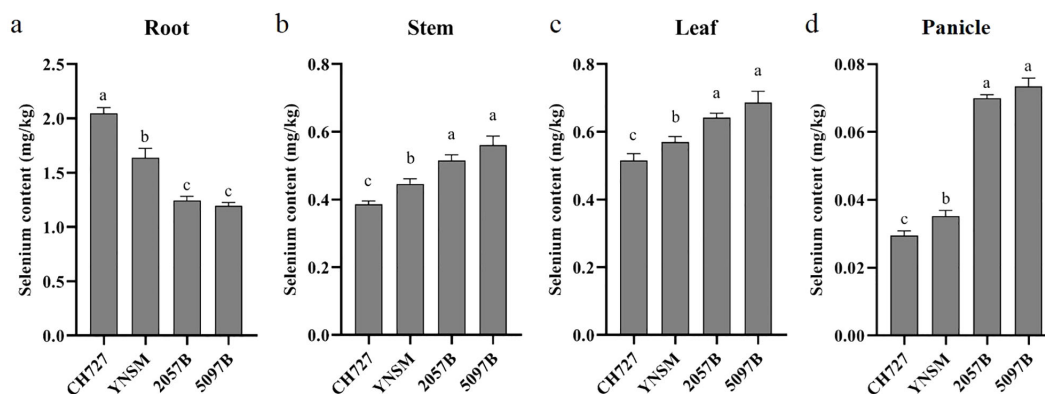 a
Root
Selenium content (mg/kg)
2.5
2.0
1.5
1.0
0.5
0.0
a
b
c
c
CH727
YNSM
2057B
5097B
b
Stem
Selenium content (mg/kg)
0.8
0.6
0.4
0.2
0.0
c
b
a
a
CH727
YNSM
2057B
5097B
c
Leaf
Selenium content (mg/kg)
0.8
0.6
0.4
0.2
0.0
c
b
a
a
CH727
YNSM
2057B
5097B
d
Panicle
Selenium content (mg/kg)
0.08
0.06
0.04
0.02
0.00
c
b
a
a
CH727
YNSM
2057B
5097B